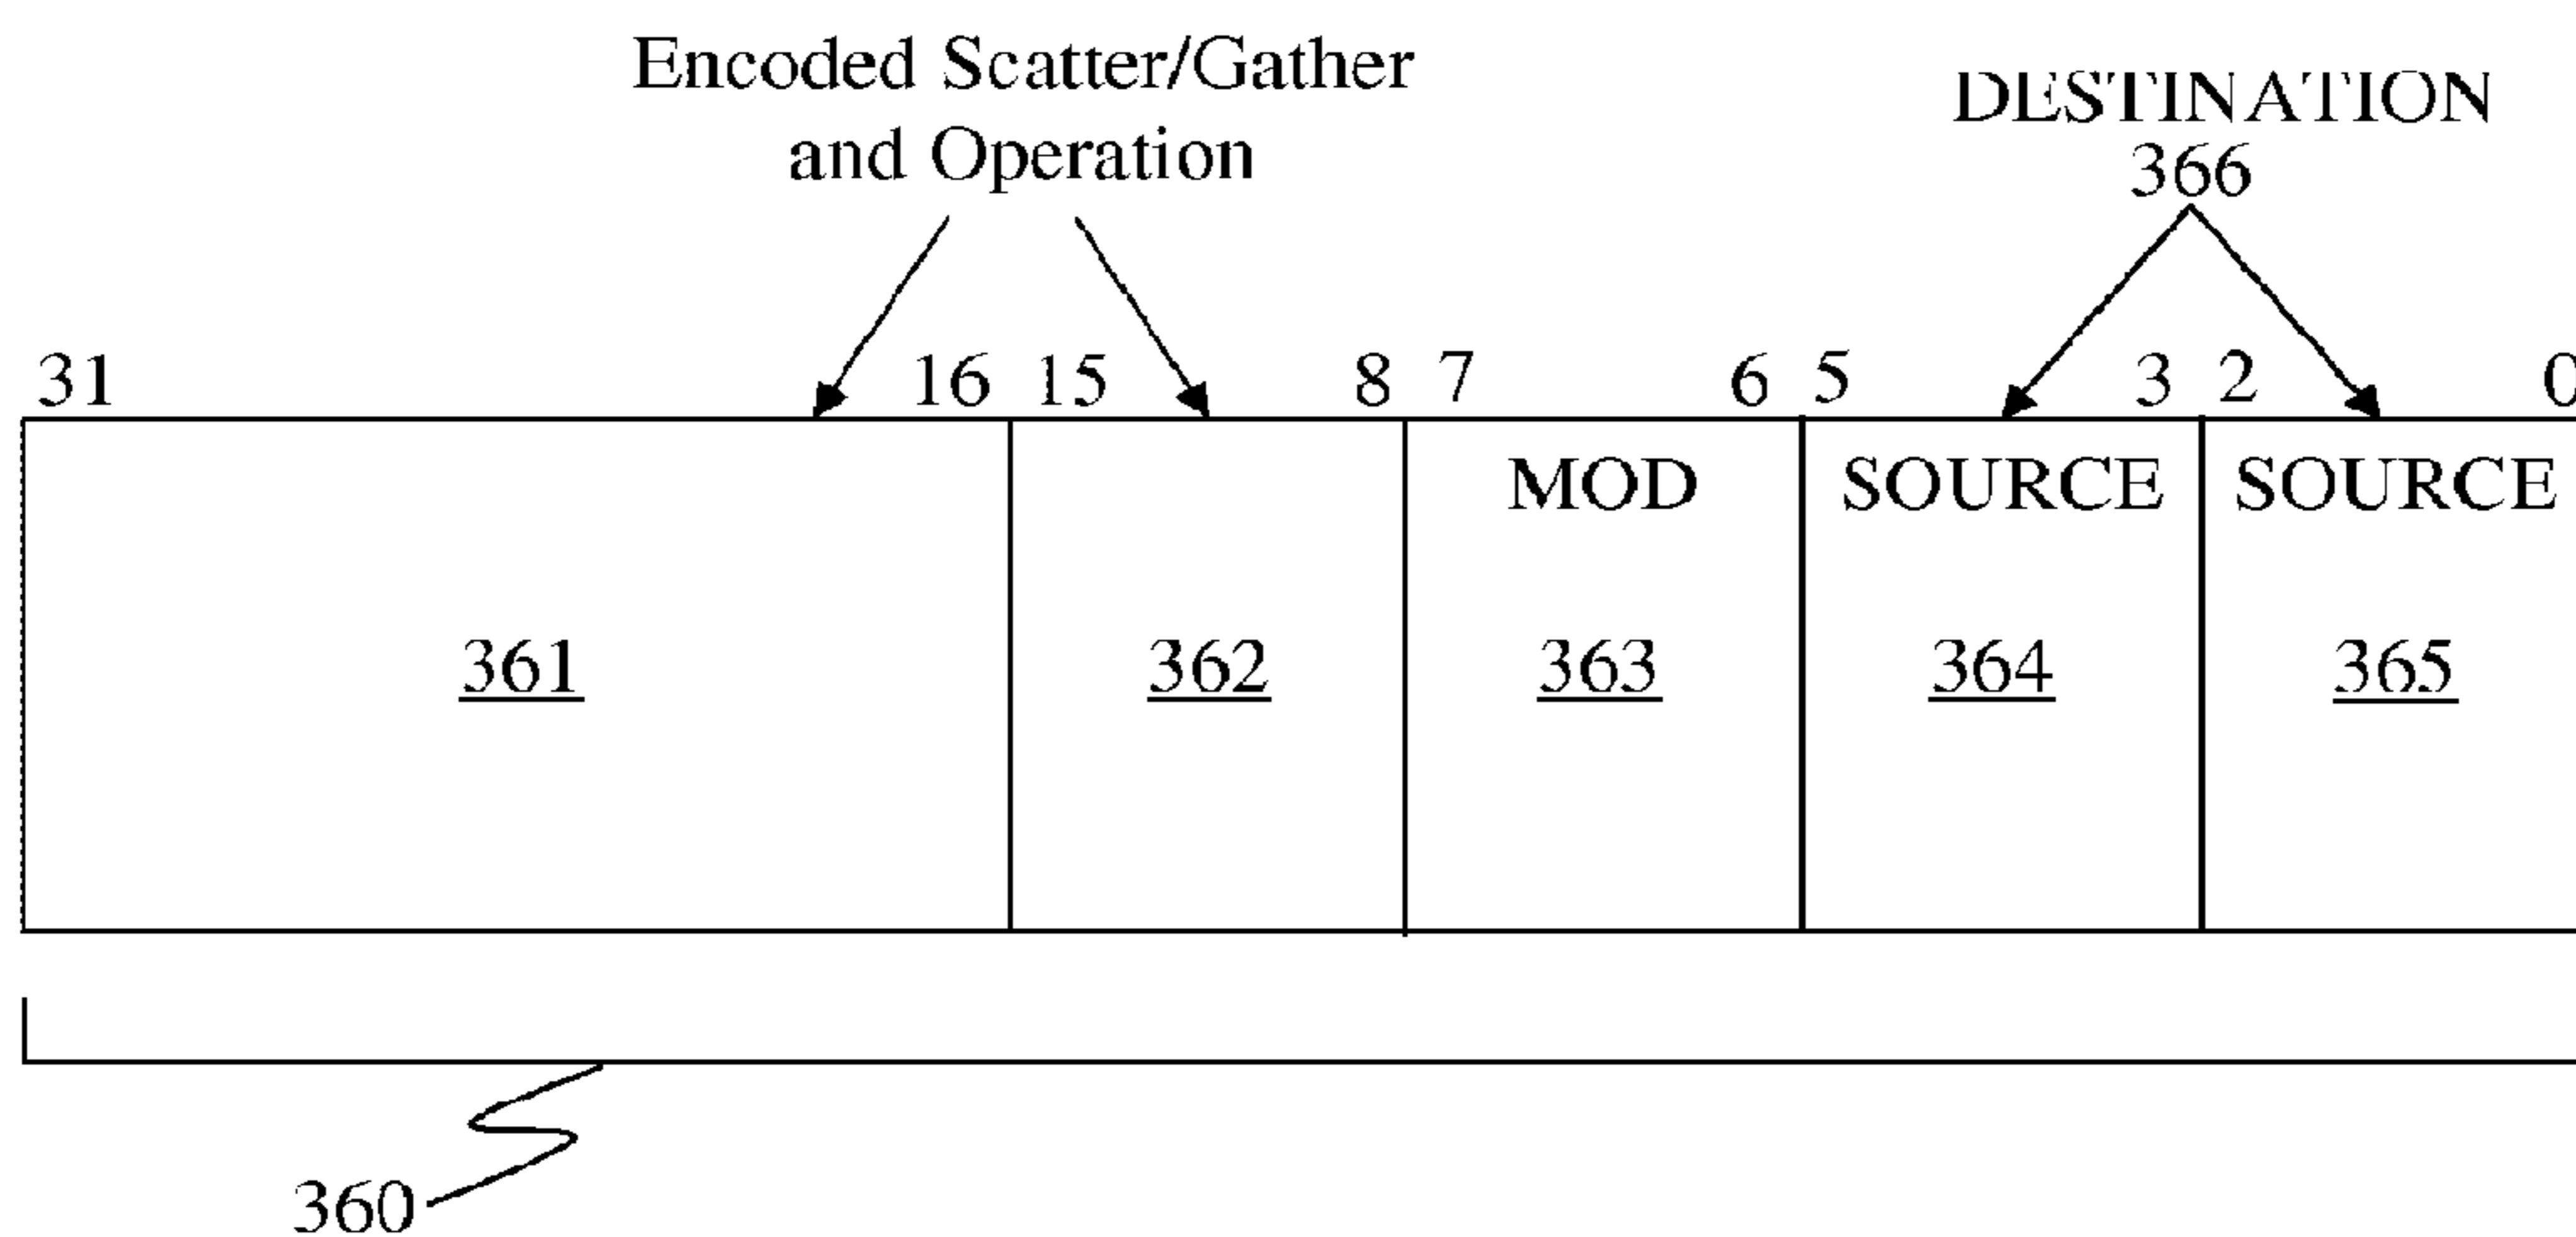 Encoded Scatter/Gather
and Operation
DESTINATION
366
31 16 15 8 7 6 5 3 2 0
MOD SOURCE SOURCE
361 362 363 364 365
360